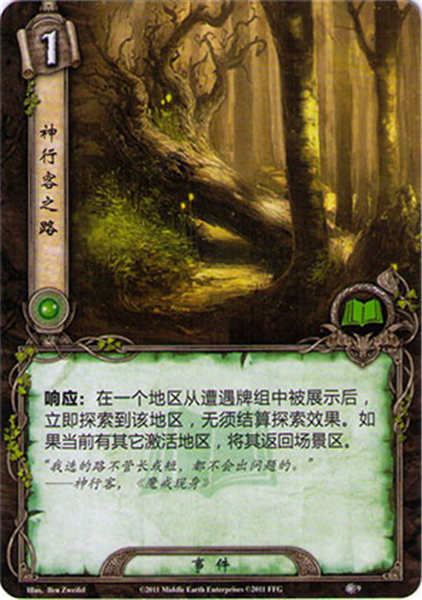 1
神行客之路
响应：在一个地区从遭遇牌组中被展示后，
立即探索到该地区，无须结算探索效果。如
果当前有其它激活地区，将其返回场景区。
“我选的路不管长或短，都不会出问题的。”
——神行客，《魔戒现身》
事件
Illus. Ben Zweifel
©2011 Middle Earth Enterprises ©2011 FFG
9